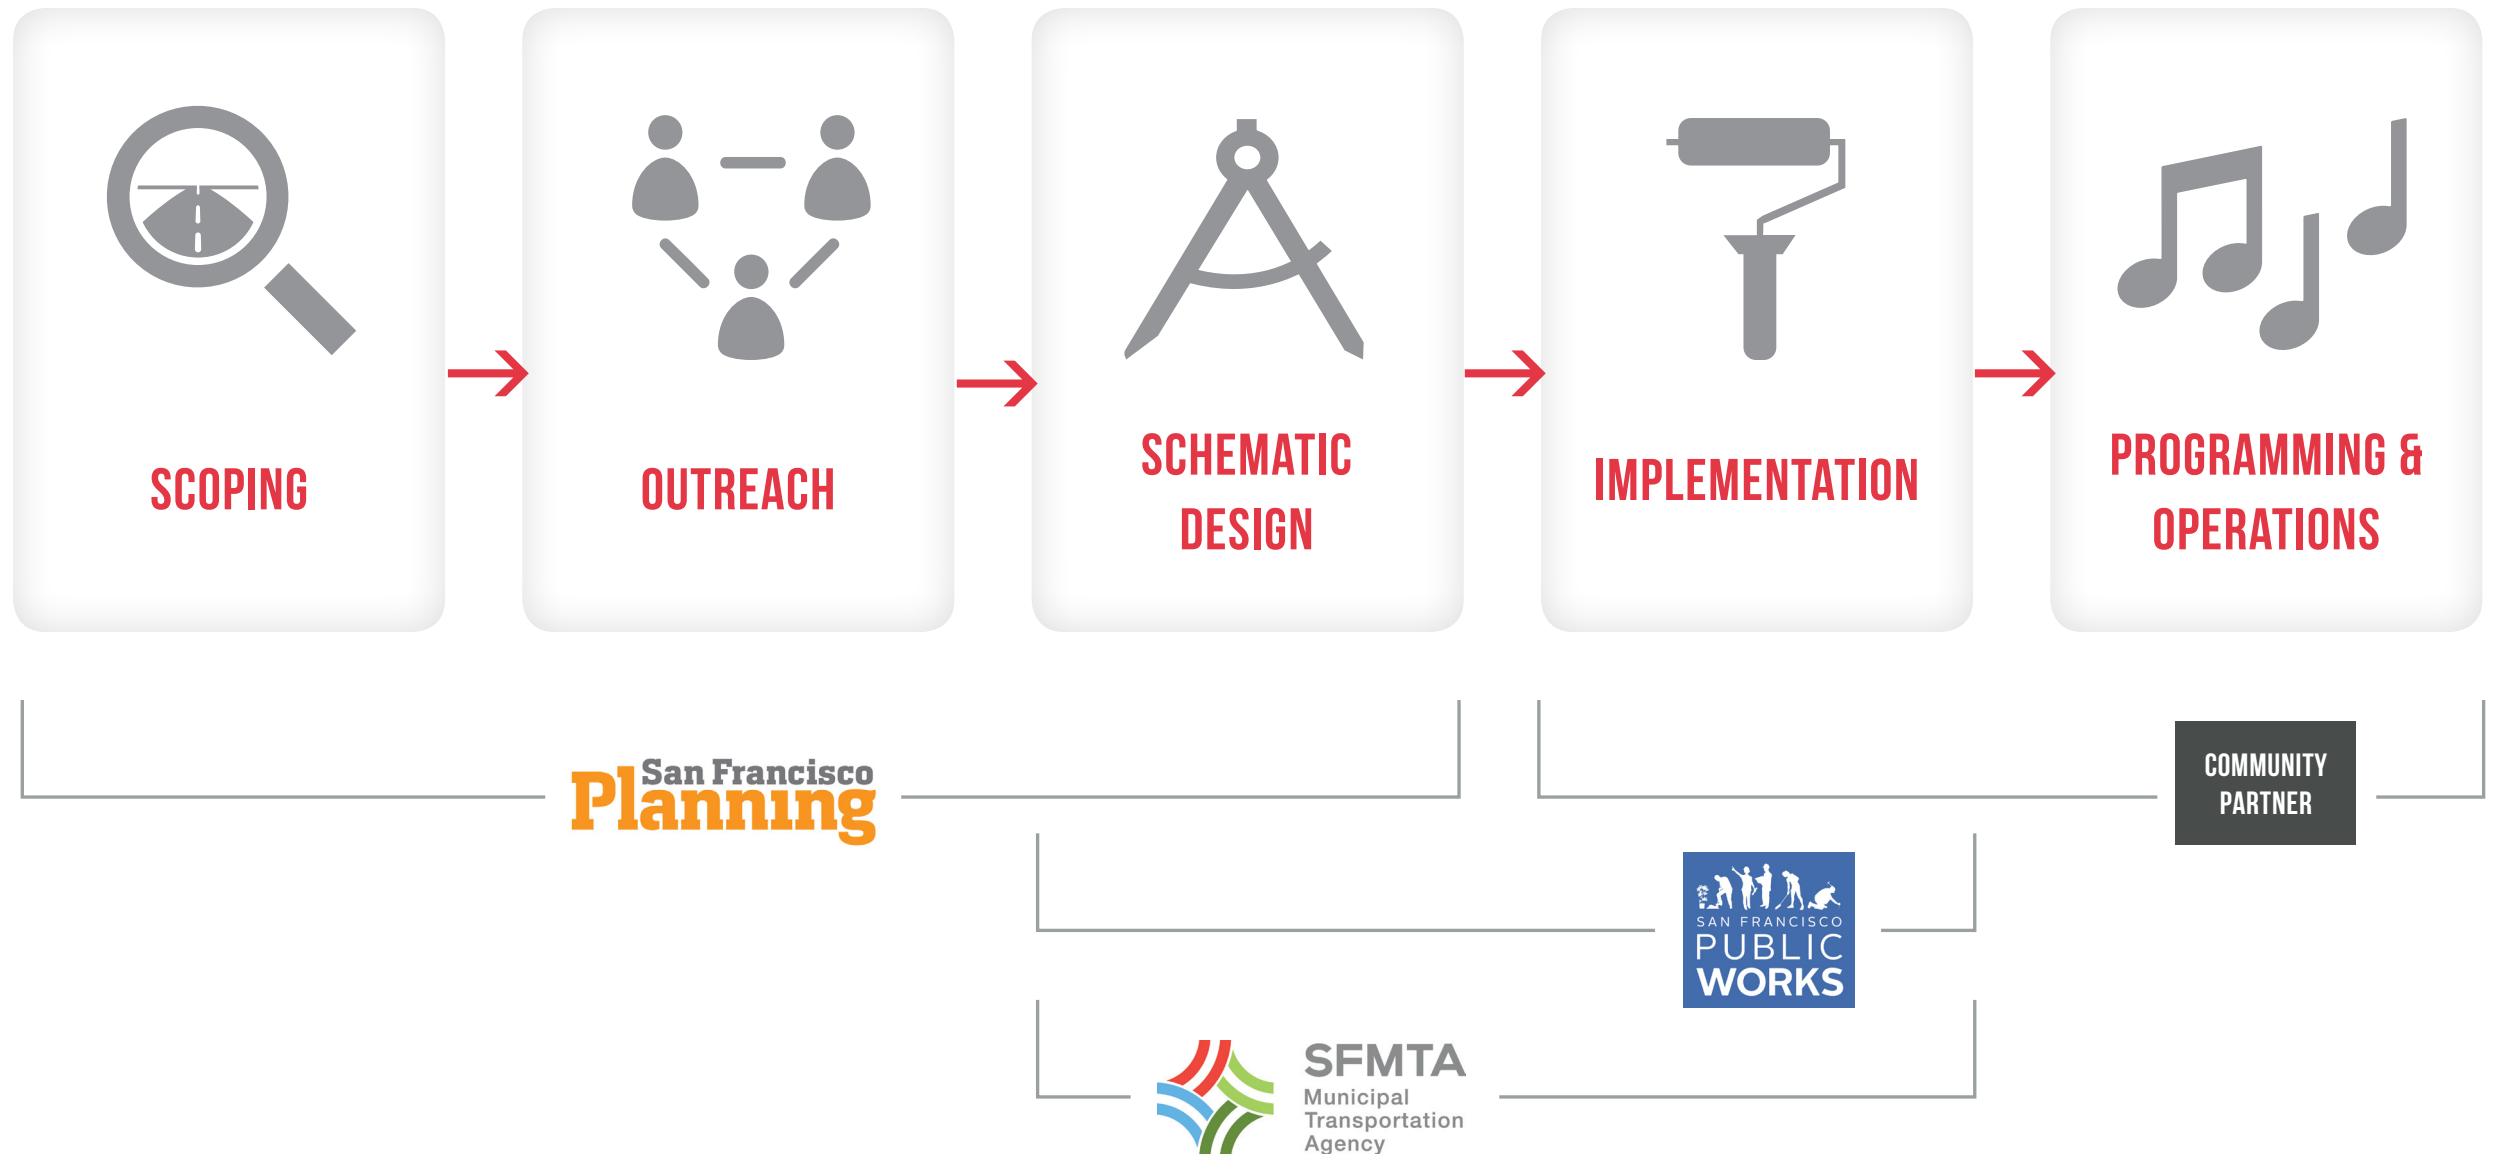 SCOPING
OUTREACH
SCHEMATIC
DESIGN
IMPLEMENTATION
PROGRAMMING &
OPERATIONS
San Francisco
Planning
COMMUNITY
PARTNER
SAN FRANCISCO
PUBLIC
WORKS
SFMTA
Municipal
Transportation
Agency